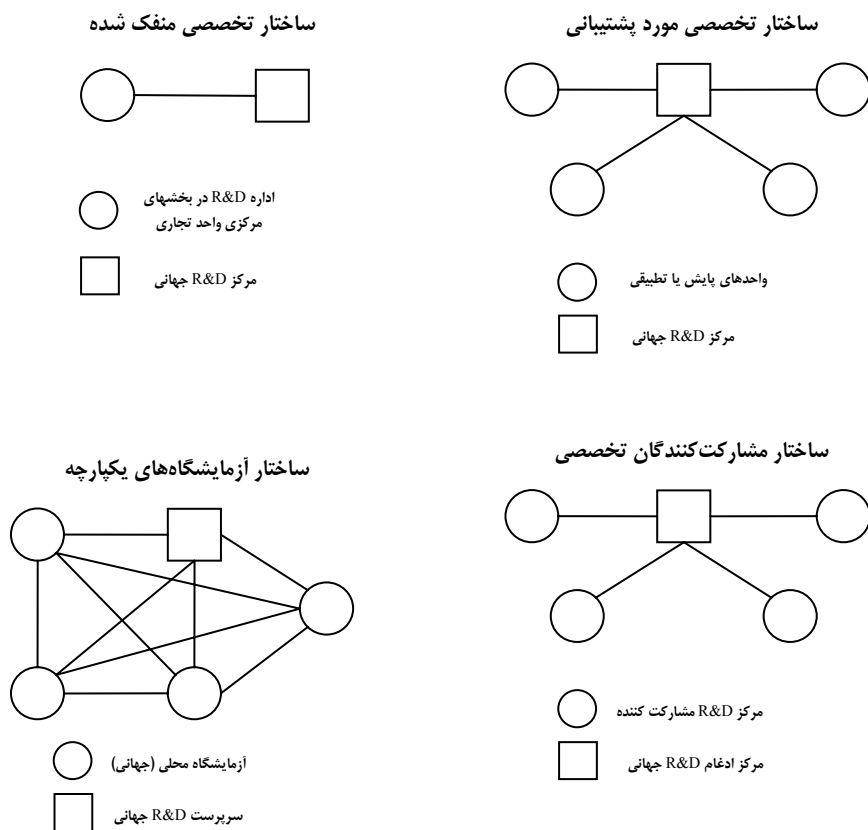 ساختار تخصصی مورد پشتیبانی
واحدهای پایش یا تطبیقی
مرکز R&D جهانی
ساختار تخصصی منفک شده
اداره R&D در بخشهای
مرکزی واحد تجاری
مرکز R&D جهانی
ساختار مشارکت‌کنندگان تخصصی
مرکز R&D مشارکت کننده
مرکز ادغام R&D جهانی
ساختار آزمایشگاه‌های یکپارچه
آزمایشگاه محلی (جهانی)
سرپرست R&D جهانی